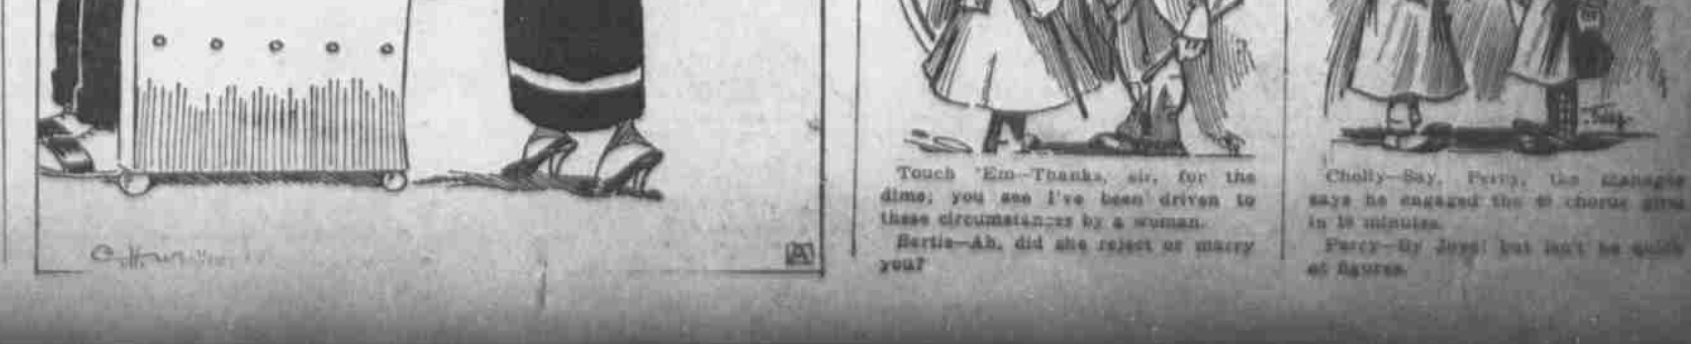 Touch 'Em—Thanks, sir, for the
dime; you see I've been driven to
these circumstances by a woman.
Bertie—Ah, did she reject or marry
you?
Cholly—Say, Percy, the manager
says he engaged the chorus girls
in 10 minutes.
Percy—By Jove! but isn't he quick
at figures.
A